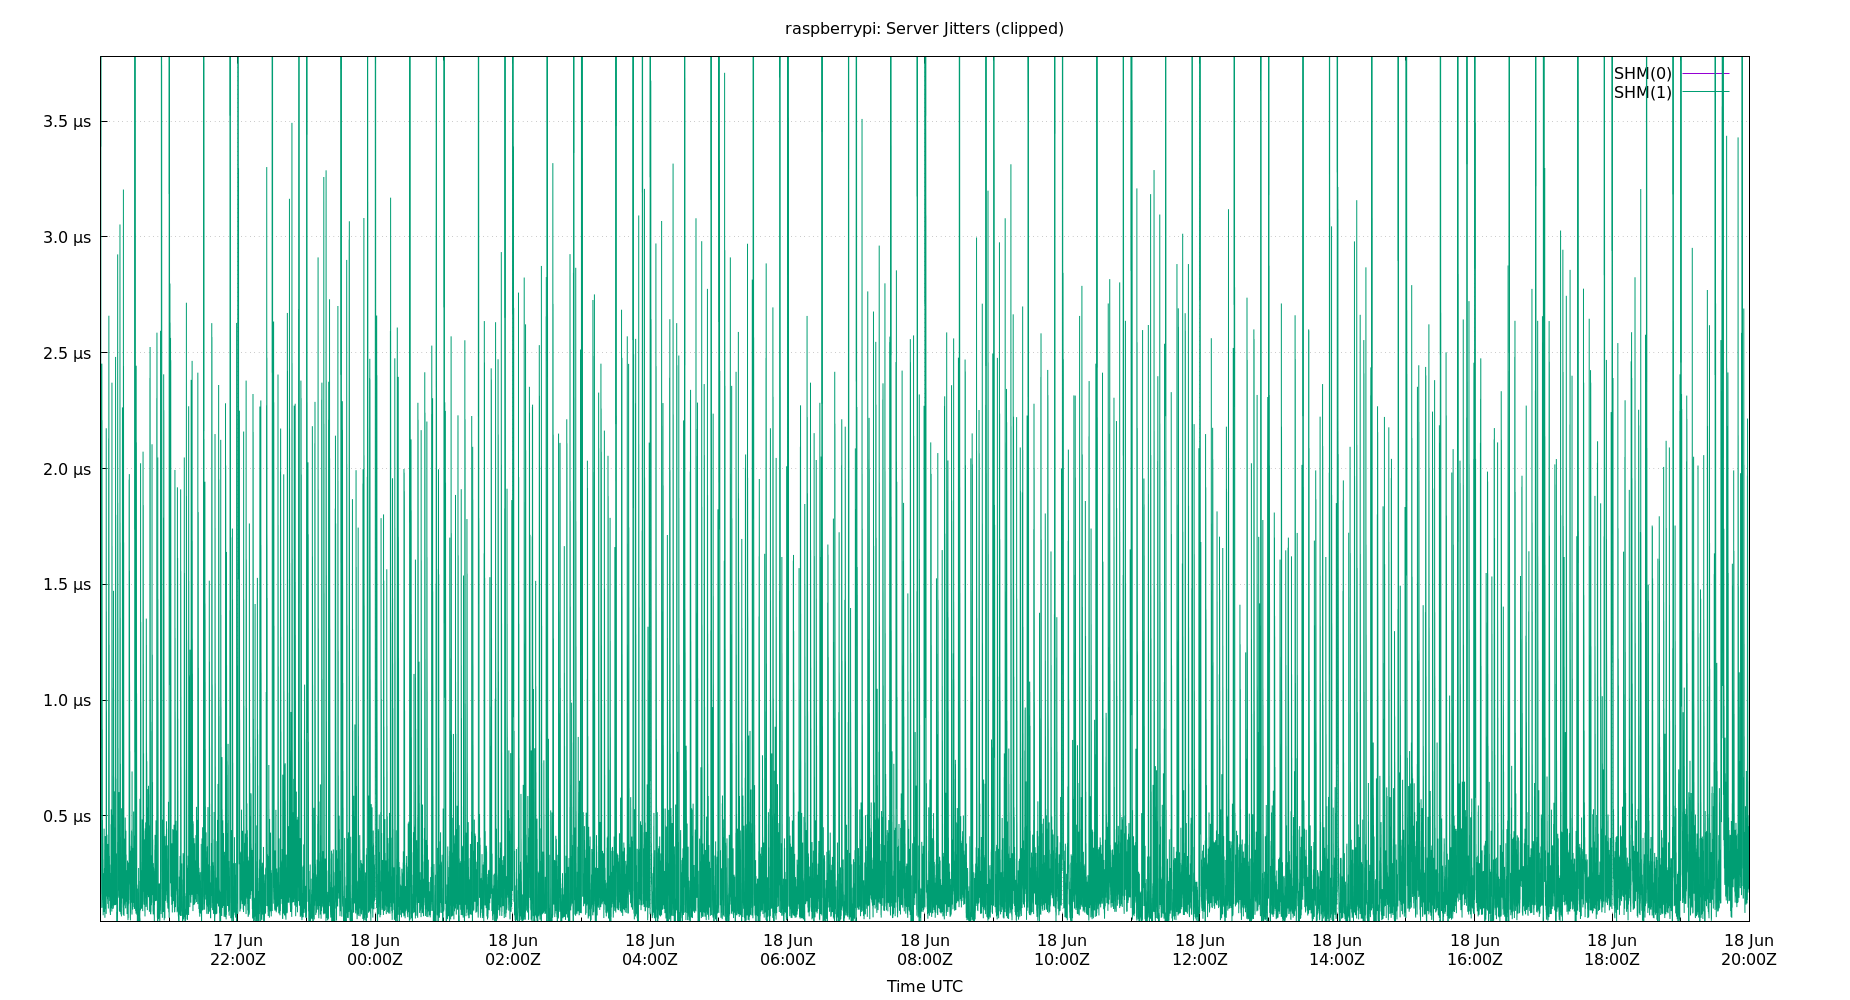 raspberrypi: Server Jitters (clipped)
SHM(0)
SHM(1)
3.5 µs
3.0 µs
2.5 µs
2.0 µs
1.5 µs
1.0 µs
0.5 µs
17 Jun 18 Jun 18 Jun 18 Jun 18 Jun 18 Jun 18 Jun 18 Jun 18 Jun 18 Jun 18 Jun 18 Jun
22:00Z 00:00Z 02:00Z 04:00Z 06:00Z 08:00Z 10:00Z 12:00Z 14:00Z 16:00Z 18:00Z 20:00Z
Time UTC